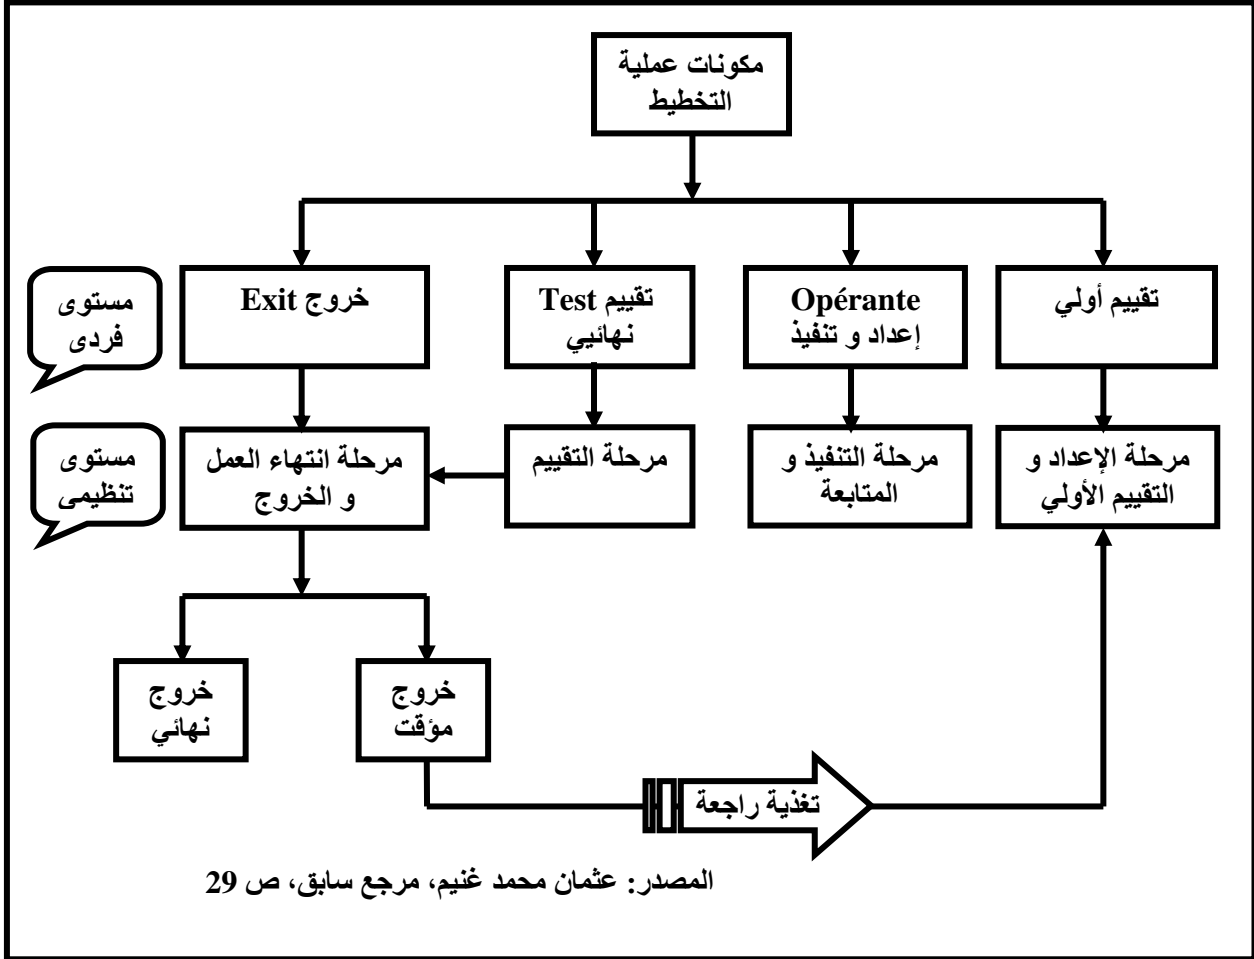 مكونات عملية
التخطيط
تقييم أولي
Opérante
إعداد و تنفيذ
تقييم Test
نهائيي
خروج Exit
مستوى
فردى
مرحلة الإعداد و
التقييم الأولي
مرحلة التنفيذ و
المتابعة
مرحلة التقييم
مرحلة انتهاء العمل
و الخروج
مستوى
تنظيمى
خروج
مؤقت
خروج
نهائي
تغذية راجعة
المصدر: عثمان محمد غنيم، مرجع سابق، ص 29